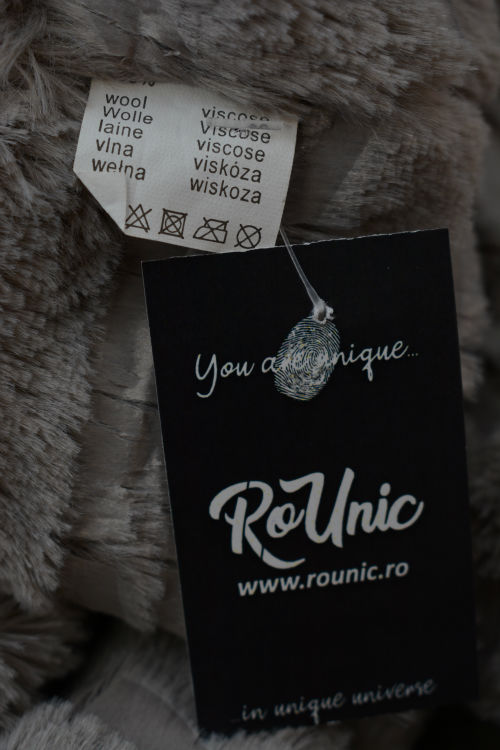 %
wool viscose
Wolle Viscose
laine viscose
vlna viskóza
wełna wiskoza
You are unique...
RoUnic
www.rounic.ro
...in unique universe